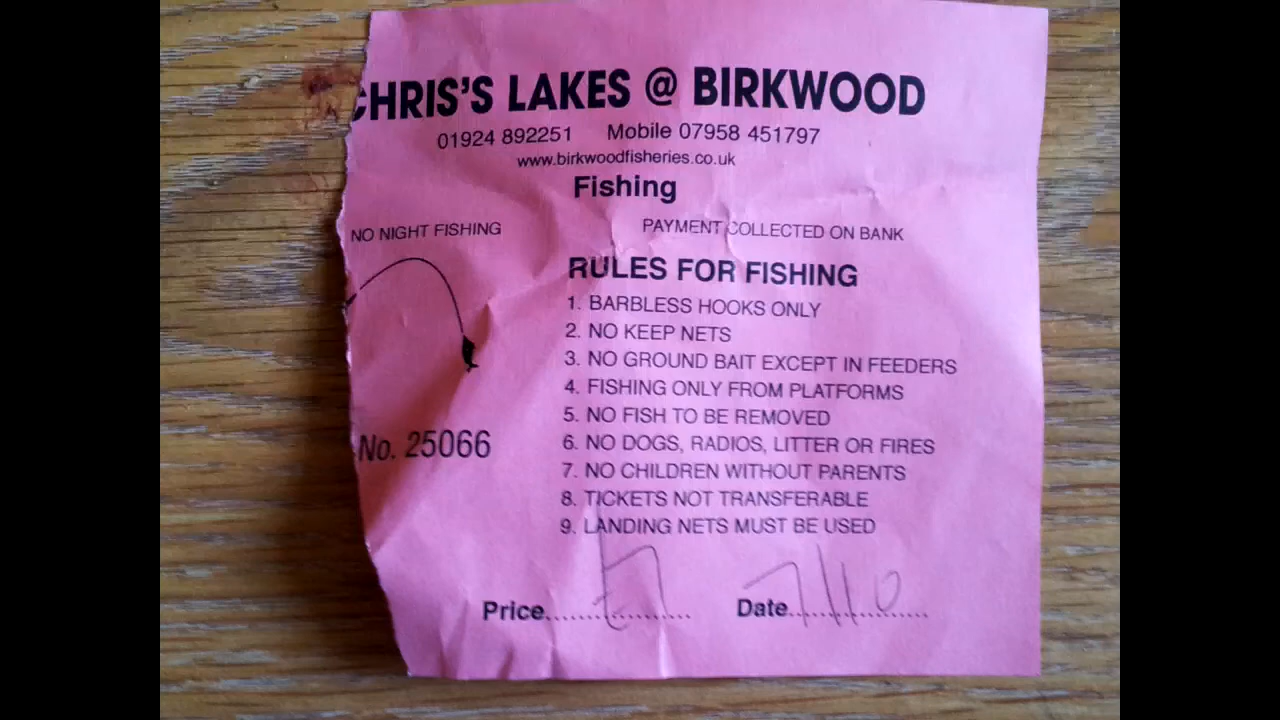 CHRIS'S LAKES @ BIRKWOOD
01924 892251 Mobile 07958 451797
www.birkwoodfisheries.co.uk
Fishing
NO NIGHT FISHING PAYMENT COLLECTED ON BANK
RULES FOR FISHING
1. BARBLESS HOOKS ONLY
2. NO KEEP NETS
3. NO GROUND BAIT EXCEPT IN FEEDERS
4. FISHING ONLY FROM PLATFORMS
5. NO FISH TO BE REMOVED
No. 25066
6. NO DOGS, RADIOS, LITTER OR FIRES
7. NO CHILDREN WITHOUT PARENTS
8. TICKETS NOT TRANSFERABLE
9. LANDING NETS MUST BE USED
Price.................... Date....................